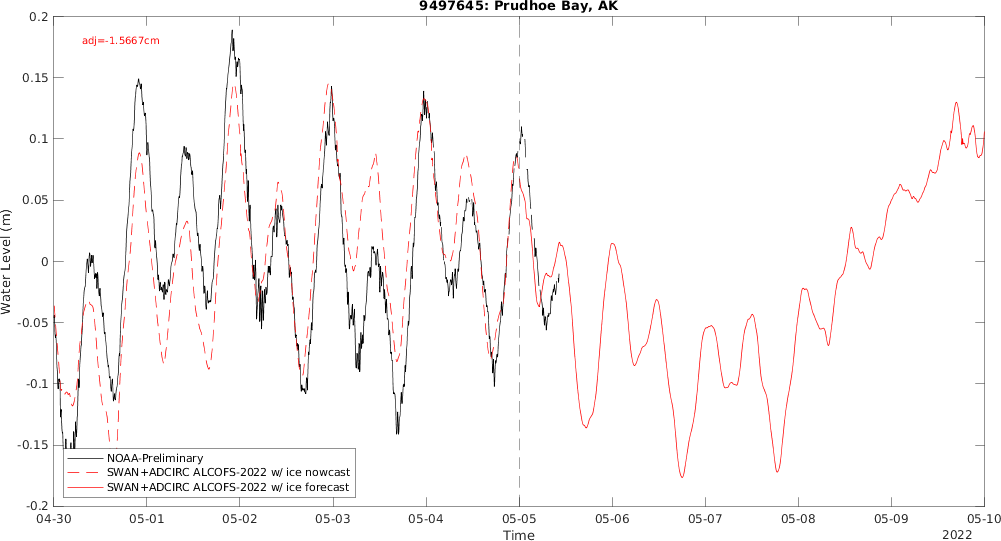 9497645: Prudhoe Bay, AK
adj=-1.5667cm
Water Level (m)
0.2
0.15
0.1
0.05
0
-0.05
-0.1
-0.15
-0.2
NOAA-Preliminary
SWAN+ADCIRC ALCOFS-2022 w/ ice nowcast
SWAN+ADCIRC ALCOFS-2022 w/ ice forecast
04-30 05-01 05-02 05-03 05-04 05-05 05-06 05-07 05-08 05-09 05-10
Time
2022